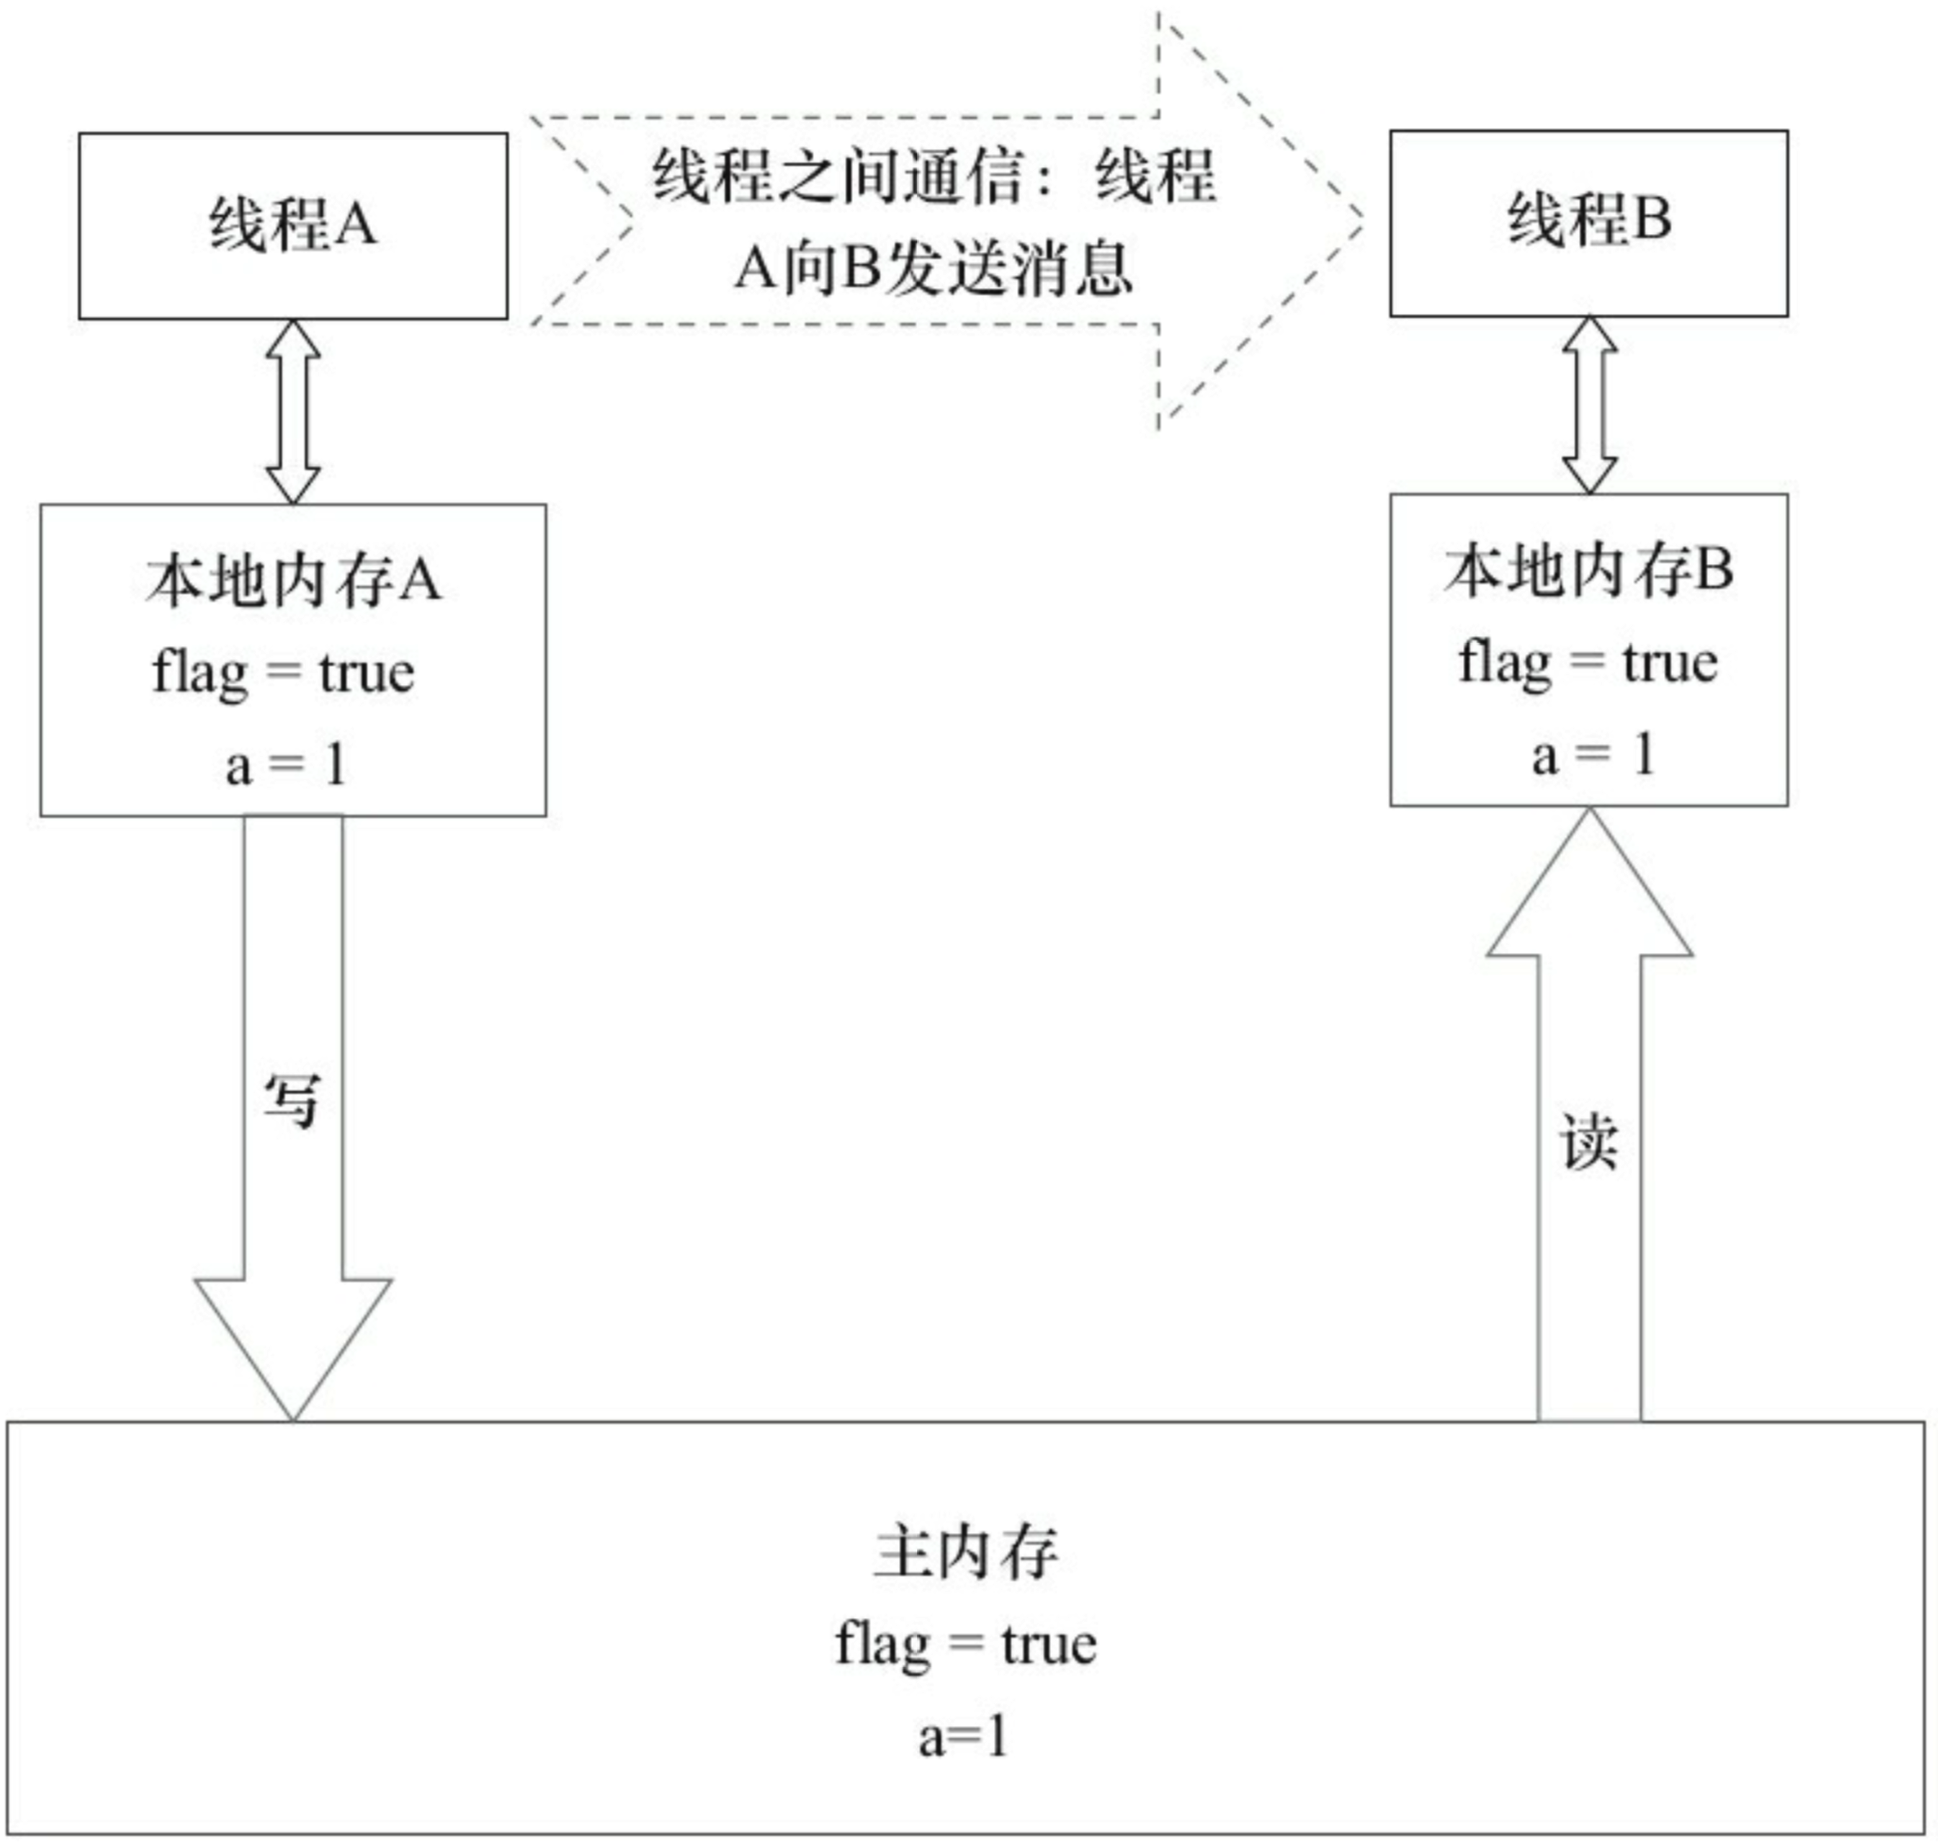 线程A
线程之间通信：线程
A向B发送消息
线程B
本地内存A
flag = true
a = 1
本地内存B
flag = true
a = 1
写
读
主内存
flag = true
a=1